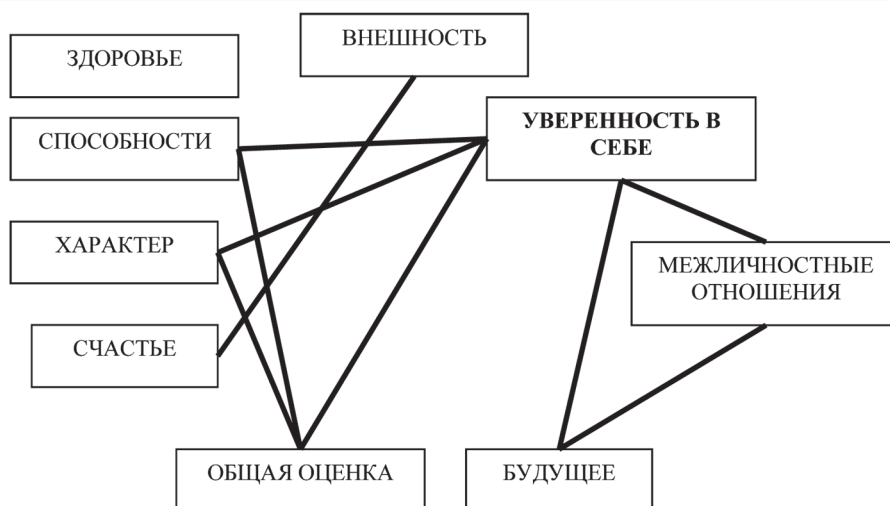 ВНЕШНОСТЬ
ЗДОРОВЬЕ
УВЕРЕННОСТЬ В
СЕБЕ
СПОСОБНОСТИ
ХАРАКТЕР
МЕЖЛИЧНОСТНЫЕ
ОТНОШЕНИЯ
СЧАСТЬЕ
ОБЩАЯ ОЦЕНКА
БУДУЩЕЕ